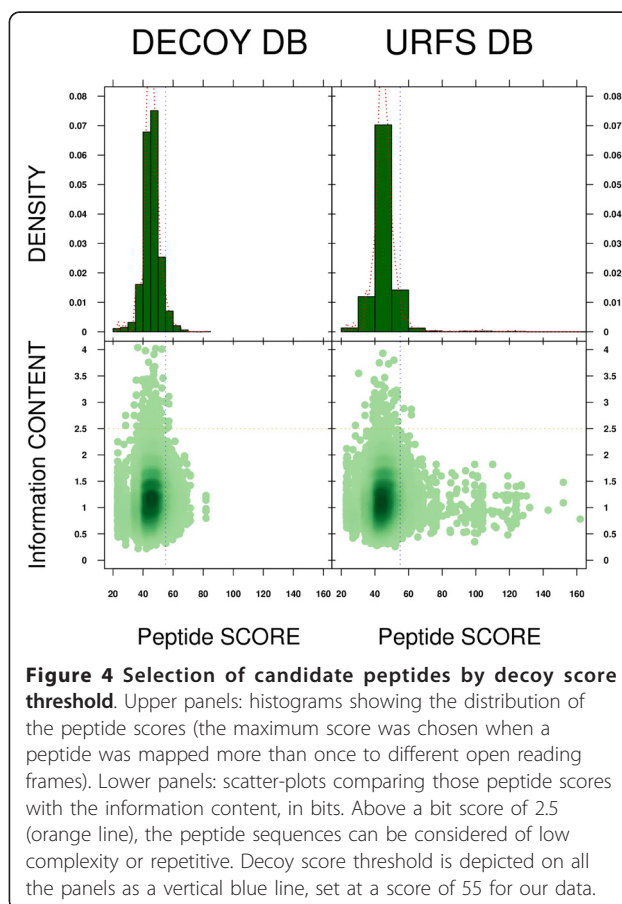 DECOY DB URFS DB
0.08 0.08
0.07 0.07
0.06 0.06
0.05 0.05
0.04 0.04
0.03 0.03
0.02 0.02
0.01 0.01
0 0
DENSITY
4 4
3.5 3.5
3 3
2.5 2.5
2 2
1.5 1.5
1 1
0.5 0.5
0 0
Information CONTENT
20 40 60 80 100 120 140 160 20 40 60 80 100 120 140 160
Peptide SCORE Peptide SCORE
Figure 4 Selection of candidate peptides by decoy score
threshold. Upper panels: histograms showing the distribution of
the peptide scores (the maximum score was chosen when a
peptide was mapped more than once to different open reading
frames). Lower panels: scatter-plots comparing those peptide scores
with the information content, in bits. Above a bit score of 2.5
(orange line), the peptide sequences can be considered of low
complexity or repetitive. Decoy score threshold is depicted on all
the panels as a vertical blue line, set at a score of 55 for our data.